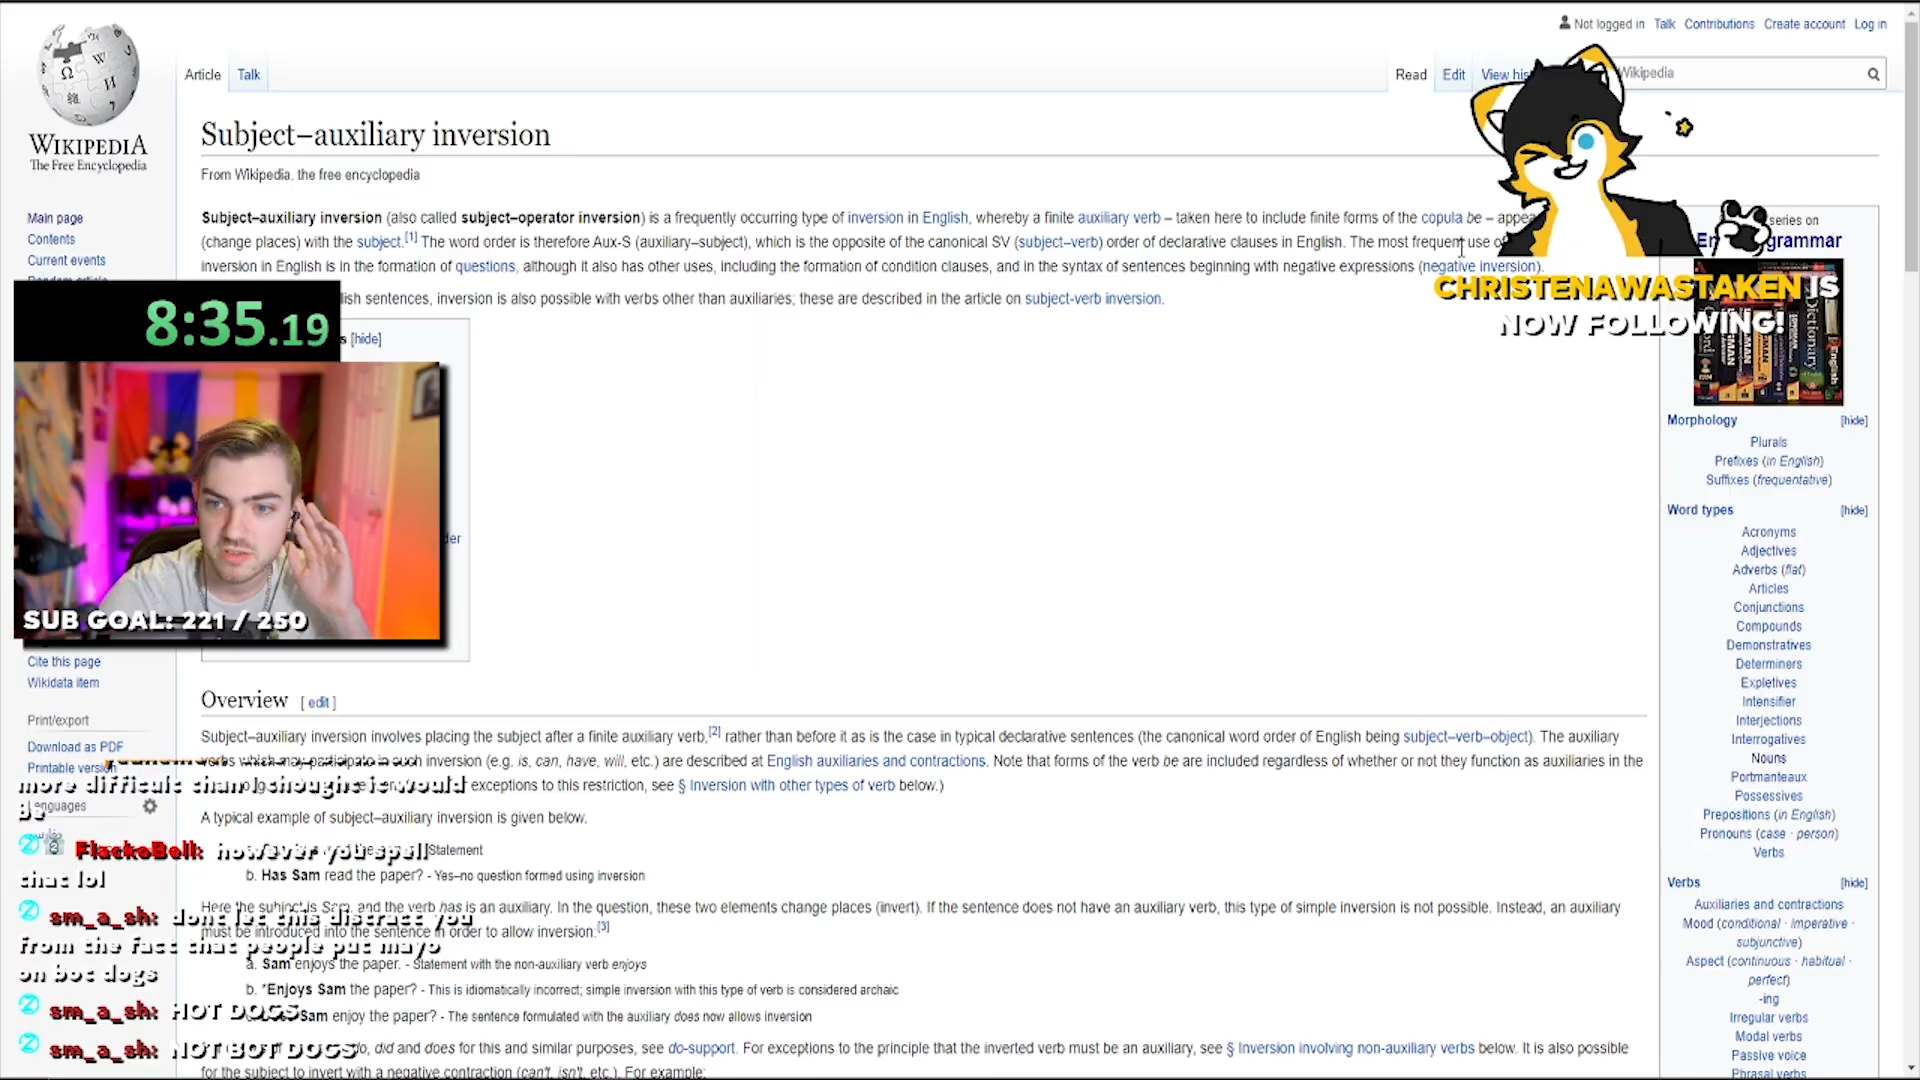 Not logged in Talk Contributions Create account Log in
Article Talk
Read Edit View his
Wikipedia
WIKIPEDIA
The Free Encyclopedia
Main page
Contents
Current events
Subject–auxiliary inversion
From Wikipedia, the free encyclopedia
Subject–auxiliary inversion (also called subject–operator inversion) is a frequently occurring type of inversion in English, whereby a finite auxiliary verb – taken here to include finite forms of the copula be – appea
(change places) with the subject.[1] The word order is therefore Aux-S (auxiliary–subject), which is the opposite of the canonical SV (subject–verb) order of declarative clauses in English. The most frequent use of
inversion in English is in the formation of questions, although it also has other uses, including the formation of condition clauses, and in the syntax of sentences beginning with negative expressions (negative inversion).
lish sentences, inversion is also possible with verbs other than auxiliaries; these are described in the article on subject-verb inversion.
series on
En grammar
CHRISTENAWASTAKEN IS
NOW FOLLOWING!
8:35.19
s [hide]
der
SUB GOAL: 221 / 250
Cite this page
Wikidata item
Print/export
Download as PDF
Printable version
Languages
Overview [ edit ]
Subject–auxiliary inversion involves placing the subject after a finite auxiliary verb,[2] rather than before it as is the case in typical declarative sentences (the canonical word order of English being subject–verb–object). The auxiliary
verbs which may participate in such inversion (e.g. is, can, have, will, etc.) are described at English auxiliaries and contractions. Note that forms of the verb be are included regardless of whether or not they function as auxiliaries in the
exceptions to this restriction, see § Inversion with other types of verb below.)
A typical example of subject–auxiliary inversion is given below.
Statement
b. Has Sam read the paper? - Yes–no question formed using inversion
Here the subject is Sam, and the verb has is an auxiliary. In the question, these two elements change places (invert). If the sentence does not have an auxiliary verb, this type of simple inversion is not possible. Instead, an auxiliary
must be introduced into the sentence in order to allow inversion:[3]
a. Sam enjoys the paper. - Statement with the non-auxiliary verb enjoys
b. *Enjoys Sam the paper? - This is idiomatically incorrect; simple inversion with this type of verb is considered archaic
Sam enjoy the paper? - The sentence formulated with the auxiliary does now allows inversion
do, did and does for this and similar purposes, see do-support. For exceptions to the principle that the inverted verb must be an auxiliary, see § Inversion involving non-auxiliary verbs below. It is also possible
for the subject to invert with a negative contraction (can't, isn't, etc.). For example:
more difficult than I thought is would
be
FlackoBell: however you spell
that lol
sm_a_sh: dont let this distract you
from the fact that people put mayo
on bot dogs
sm_a_sh: HOT DOGS
sm_a_sh: NOT BOT DOGS
Morphology [hide]
Plurals
Prefixes (in English)
Suffixes (frequentative)
Word types [hide]
Acronyms
Adjectives
Adverbs (flat)
Articles
Conjunctions
Compounds
Demonstratives
Determiners
Expletives
Intensifier
Interjections
Interrogatives
Nouns
Portmanteaux
Possessives
Prepositions (in English)
Pronouns (case · person)
Verbs
Verbs [hide]
Auxiliaries and contractions
Mood (conditional · imperative ·
subjunctive)
Aspect (continuous · habitual ·
perfect)
-ing
Irregular verbs
Modal verbs
Passive voice
Phrasal verbs